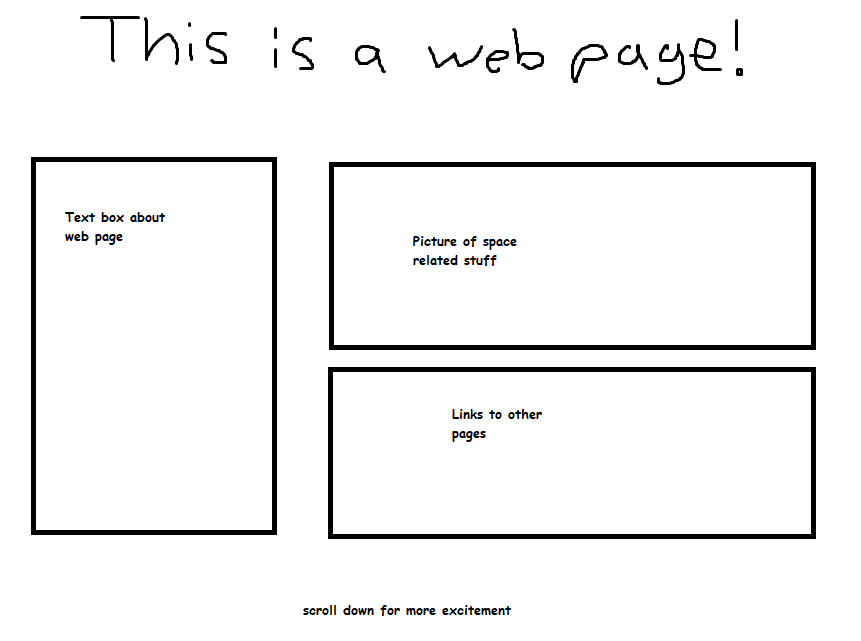 This is a web page!
Text box about
web page
Picture of space
related stuff
Links to other
pages
scroll down for more excitement